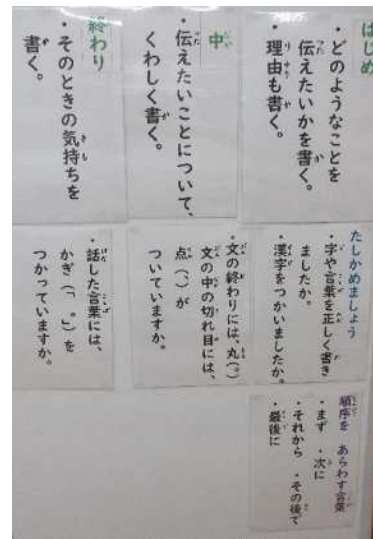 はじめ
・どのようなことを
伝えたいかを書く。
・理由も書く。
中
・伝えたいことについて、
くわしく書く。
終わり
・そのときの気持ちを
書く。
たしかめましょう
・字や言葉を正しく書き
ましたか。
・漢字をつかいましたか。
・文の終わりには、丸(。)
文の中の切れ目には、
点(、)が
ついていますか。
・話した言葉には、
かぎ(「 。」)を
つかっていますか。
順序を あらわす言葉
・まず ・次に
・それから ・その後で
・最後に